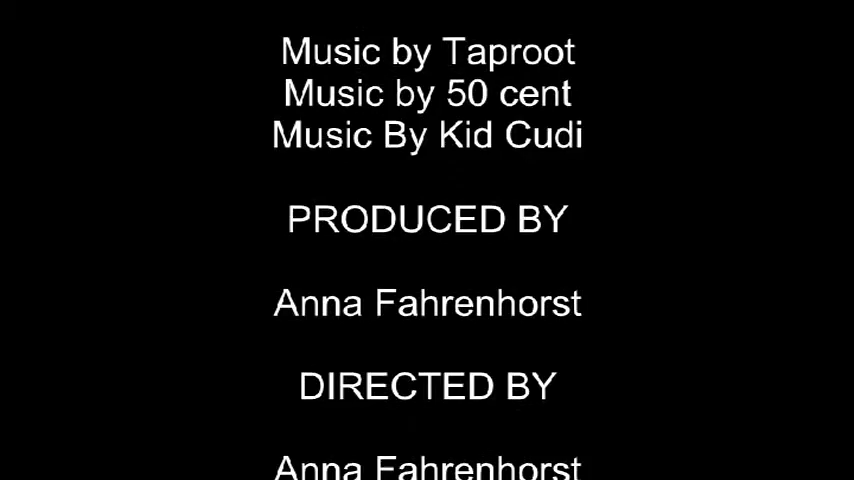 Music by Taproot
Music by 50 cent
Music By Kid Cudi
PRODUCED BY
Anna Fahrenhorst
DIRECTED BY
Anna Fahrenhorst